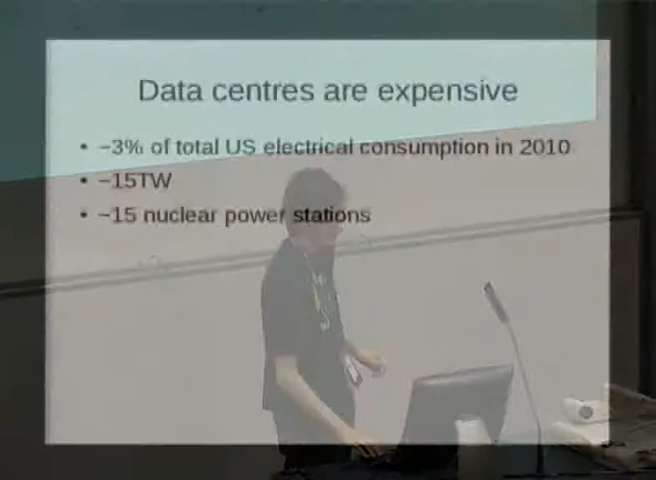 Data centres are expensive
• ~3% of total US electrical consumption in 2010
• ~15TW
• ~15 nuclear power stations